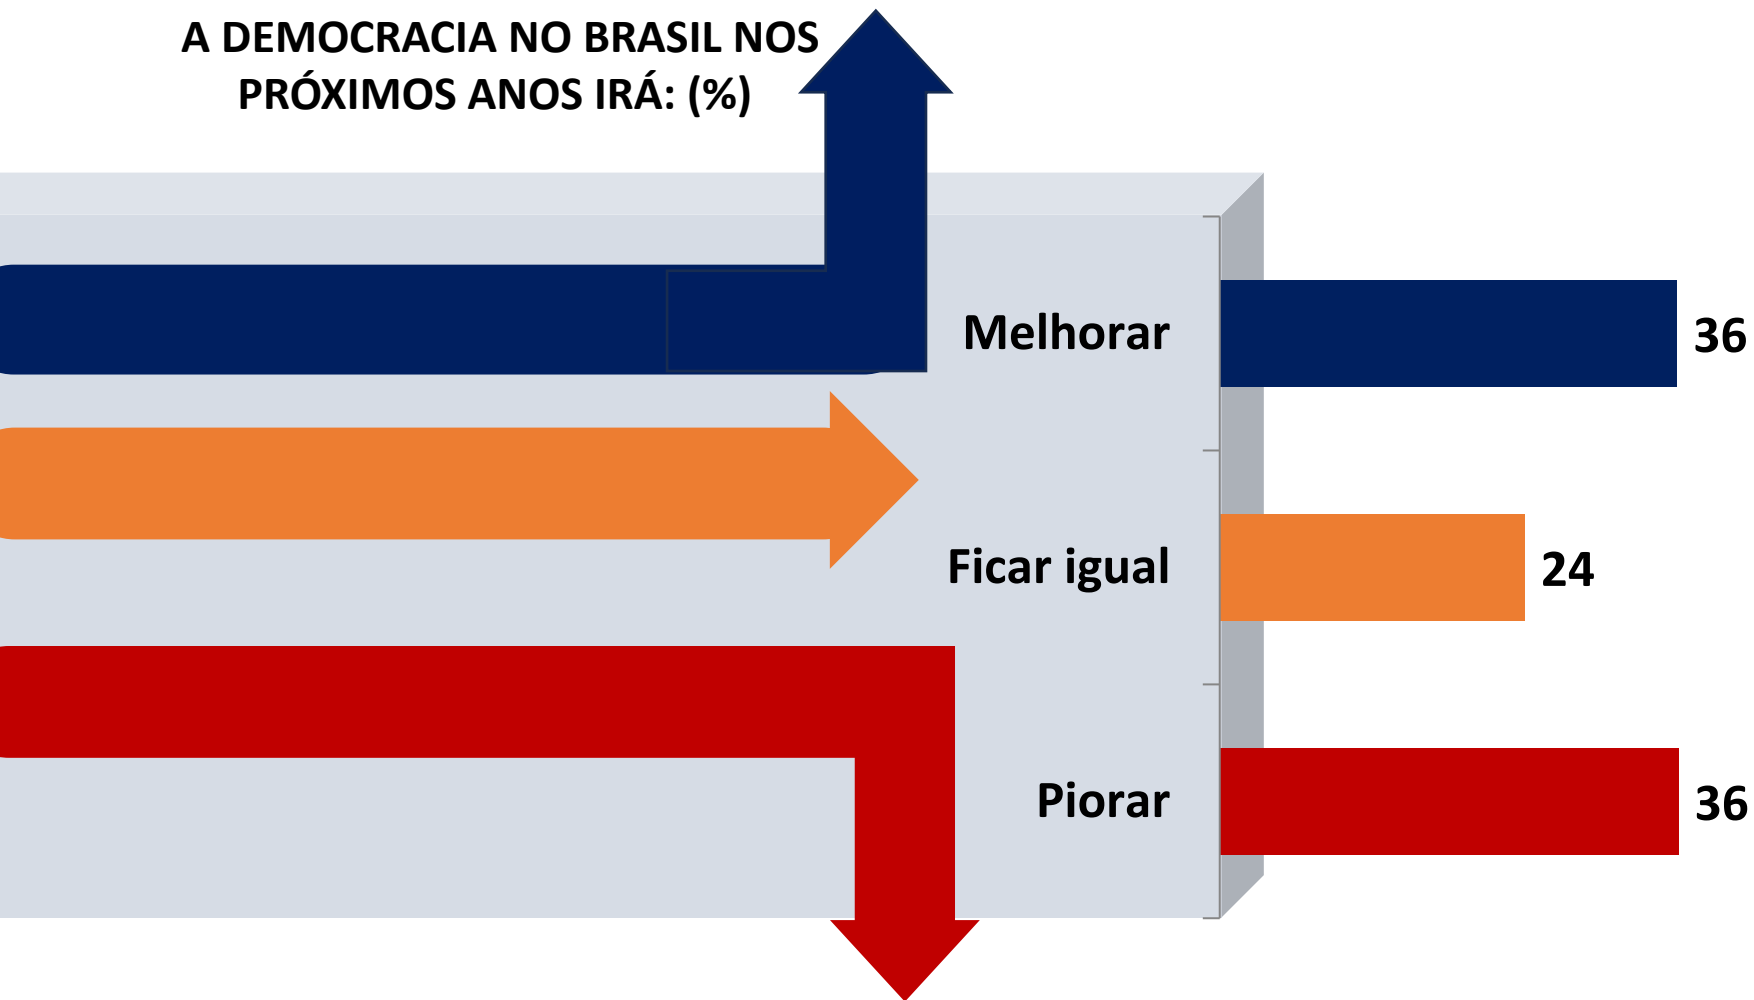 A DEMOCRACIA NO BRASIL NOS
PRÓXIMOS ANOS IRÁ: (%)
Melhorar 36
Ficar igual 24
Piorar 36